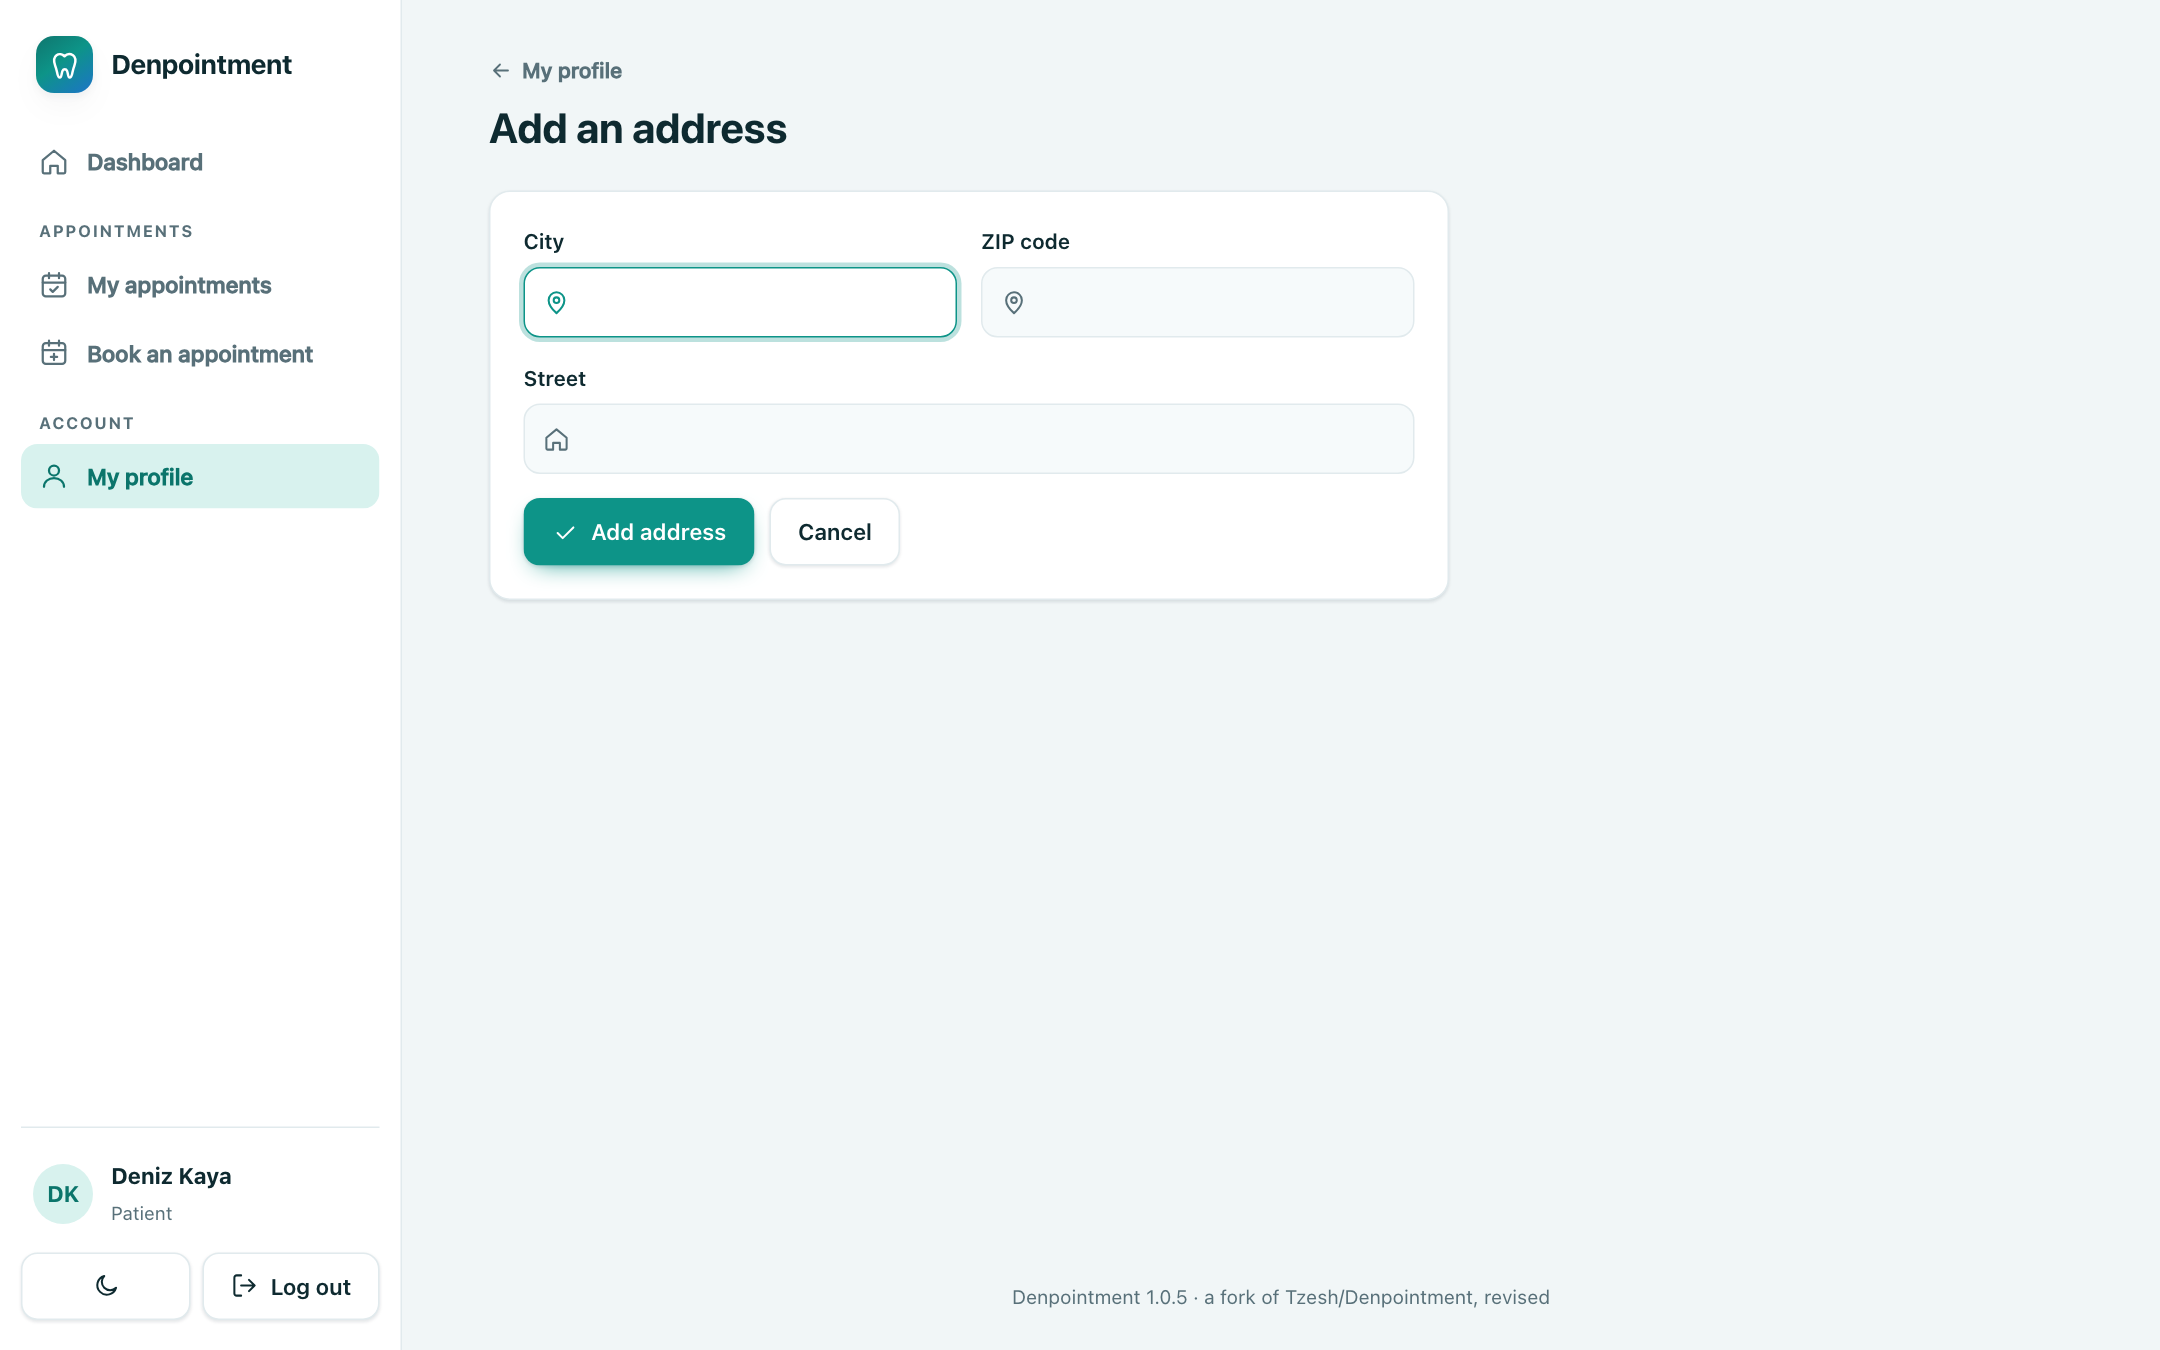 Denpointment
Dashboard
APPOINTMENTS
My appointments
Book an appointment
ACCOUNT
My profile
DK
Deniz Kaya
Patient
Log out
My profile
Add an address
City
ZIP code
Street
Add address
Cancel
Denpointment 1.0.5 · a fork of Tzesh/Denpointment, revised